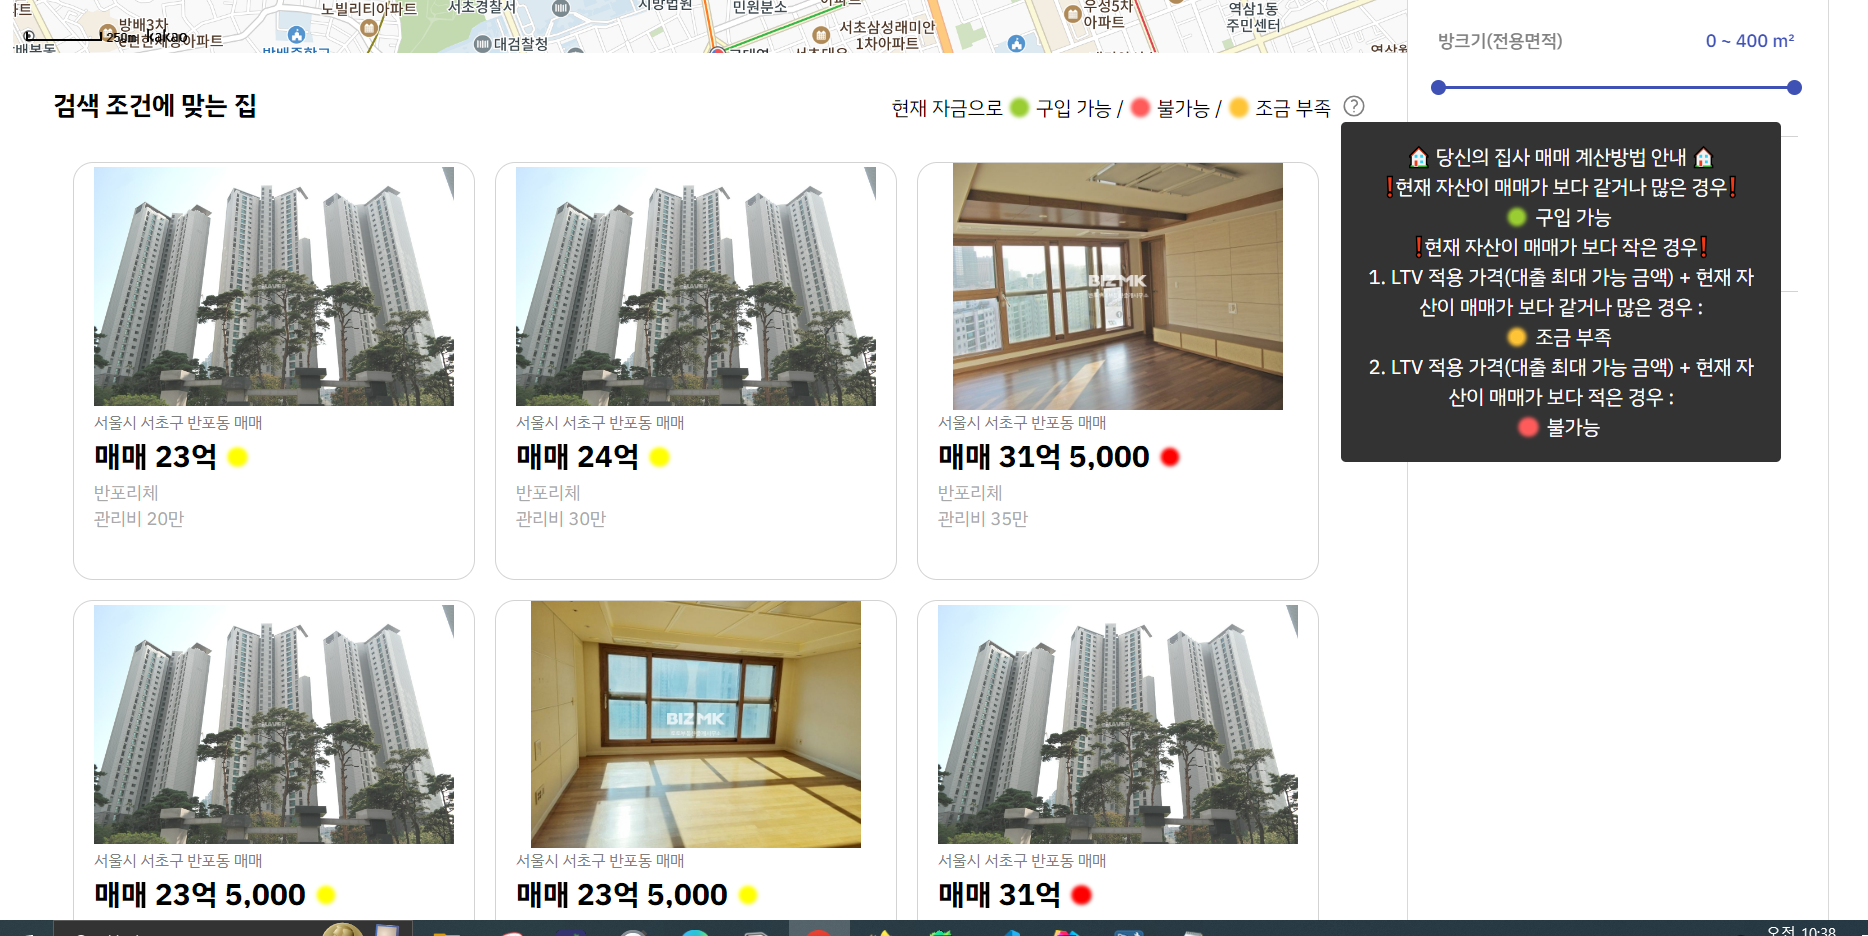 노빌리티아파트
서초경찰서
지방법원
민원분소
우성5차
아파트
역삼1동
주민센터
방배3차
e편한세상아파트
250m
kakao
대검찰청
서초삼성래미안
1차아파트
방크기(전용면적)
0 ~ 400 m²
검색 조건에 맞는 집
현재 자금으로 구입 가능 / 불가능 / 조금 부족 ?
당신의 집사 매매 계산방법 안내
❗현재 자산이 매매가 보다 같거나 많은 경우❗
구입 가능
❗현재 자산이 매매가 보다 작은 경우❗
1. LTV 적용 가격(대출 최대 가능 금액) + 현재 자
산이 매매가 보다 같거나 많은 경우 :
조금 부족
2. LTV 적용 가격(대출 최대 가능 금액) + 현재 자
산이 매매가 보다 적은 경우 :
불가능
서울시 서초구 반포동 매매
매매 23억
반포리체
관리비 20만
서울시 서초구 반포동 매매
매매 24억
반포리체
관리비 30만
BIZMK
서울시 서초구 반포동 매매
매매 31억 5,000
반포리체
관리비 35만
서울시 서초구 반포동 매매
매매 23억 5,000
BIZMK
서울시 서초구 반포동 매매
매매 23억 5,000
서울시 서초구 반포동 매매
매매 31억
오전 10:38